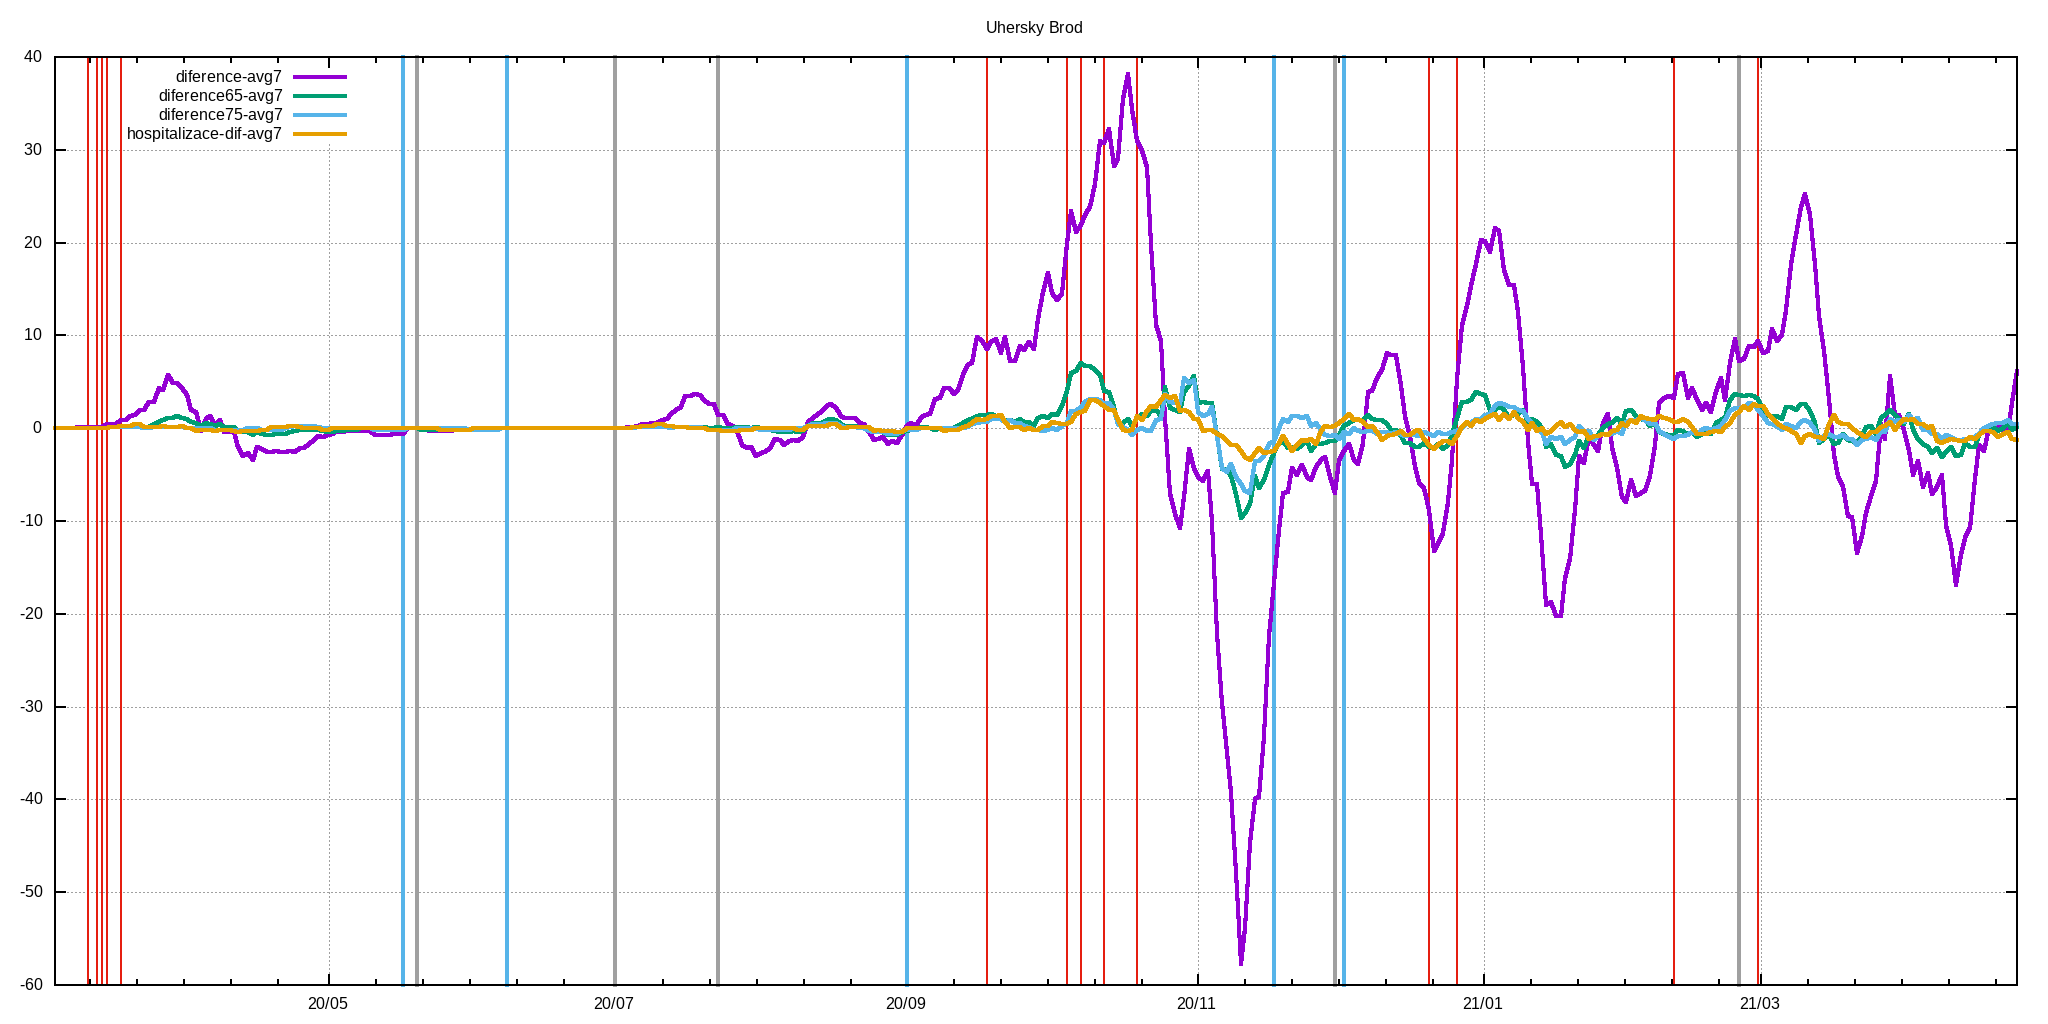 Uhersky Brod
diference-avg7
diference65-avg7
diference75-avg7
hospitalizace-dif-avg7
40
30
20
10
0
-10
-20
-30
-40
-50
-60
20/05 20/07 20/09 20/11 21/01 21/03